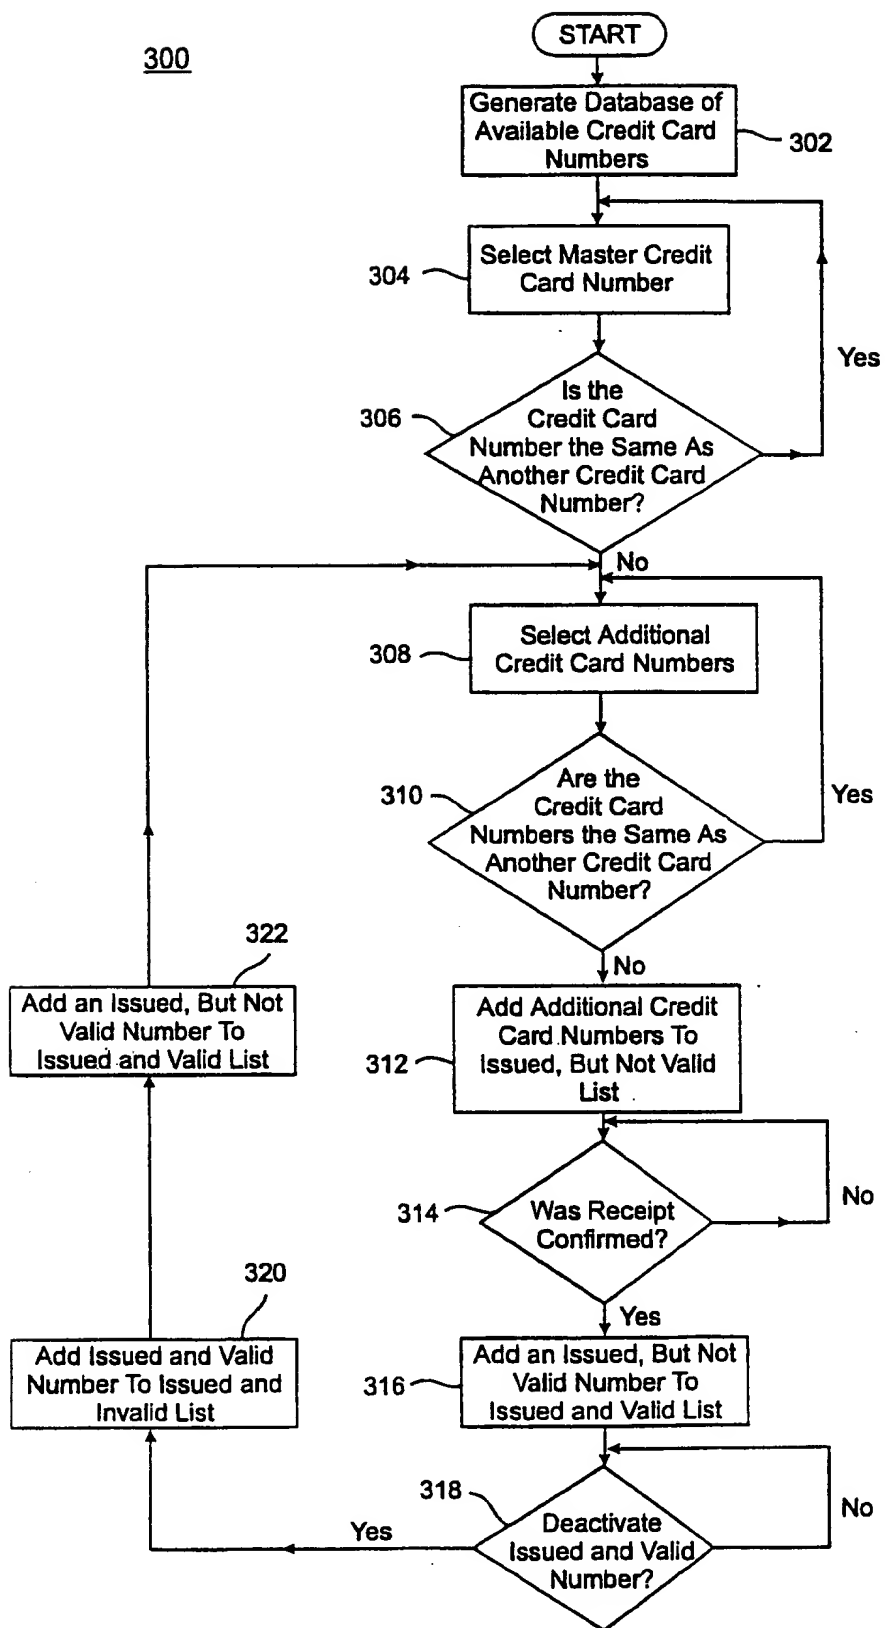 START
300
Generate Database of
Available Credit Card
Numbers
302
Select Master Credit
Card Number
304
Yes
Is the
Credit Card
Number the Same As
Another Credit Card
Number?
306
No
Select Additional
Credit Card Numbers
308
Are the
Credit Card
Numbers the Same As
Another Credit Card
Number?
310
Yes
No
322
Add an Issued, But Not
Valid Number To
Issued and Valid List
Add Additional Credit
Card Numbers To
Issued, But Not Valid
List
312
Was Receipt
Confirmed?
314
No
Yes
320
Add Issued and Valid
Number To Issued and
Invalid List
Add an Issued, But Not
Valid Number To
Issued and Valid List
316
318
Deactivate
Issued and Valid
Number?
Yes
No